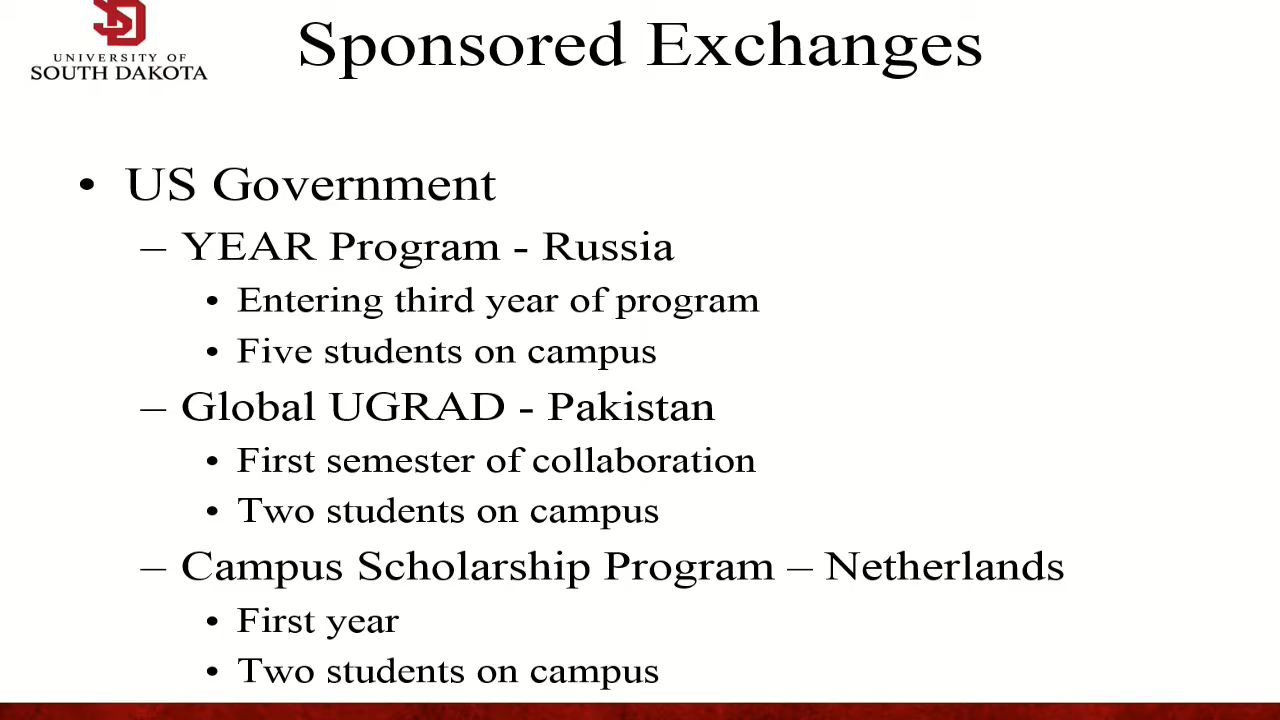 UNIVERSITY OF
SOUTH DAKOTA
Sponsored Exchanges
• US Government
– YEAR Program - Russia
• Entering third year of program
• Five students on campus
– Global UGRAD - Pakistan
• First semester of collaboration
• Two students on campus
– Campus Scholarship Program – Netherlands
• First year
• Two students on campus